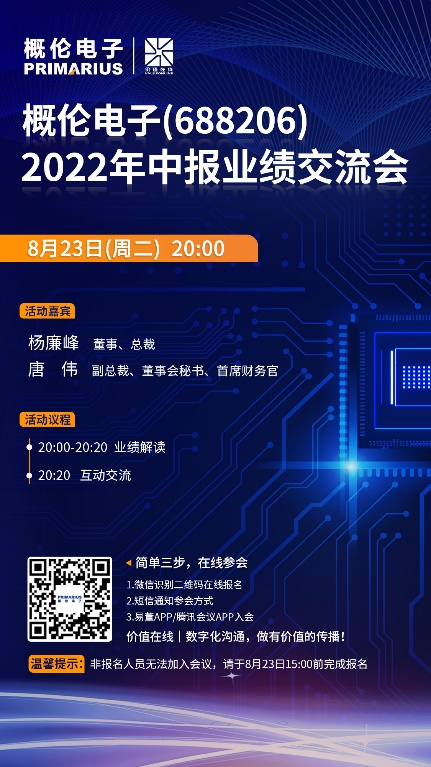 概伦电子
PRIMARIUS
概伦电子(688206)
2022年中报业绩交流会
8月23日(周二) 20:00
活动嘉宾
杨廉峰 董事、总裁
唐 伟 副总裁、董事会秘书、首席财务官
活动议程
20:00-20:20 业绩解读
20:20 互动交流
PRIMARIUS
概伦电子
简单三步，在线参会
1.微信识别二维码在线报名
2.短信通知参会方式
3.易董APP/腾讯会议APP入会
价值在线｜数字化沟通，做有价值的传播！
温馨提示： 非报名人员无法加入会议，请于8月23日15:00前完成报名